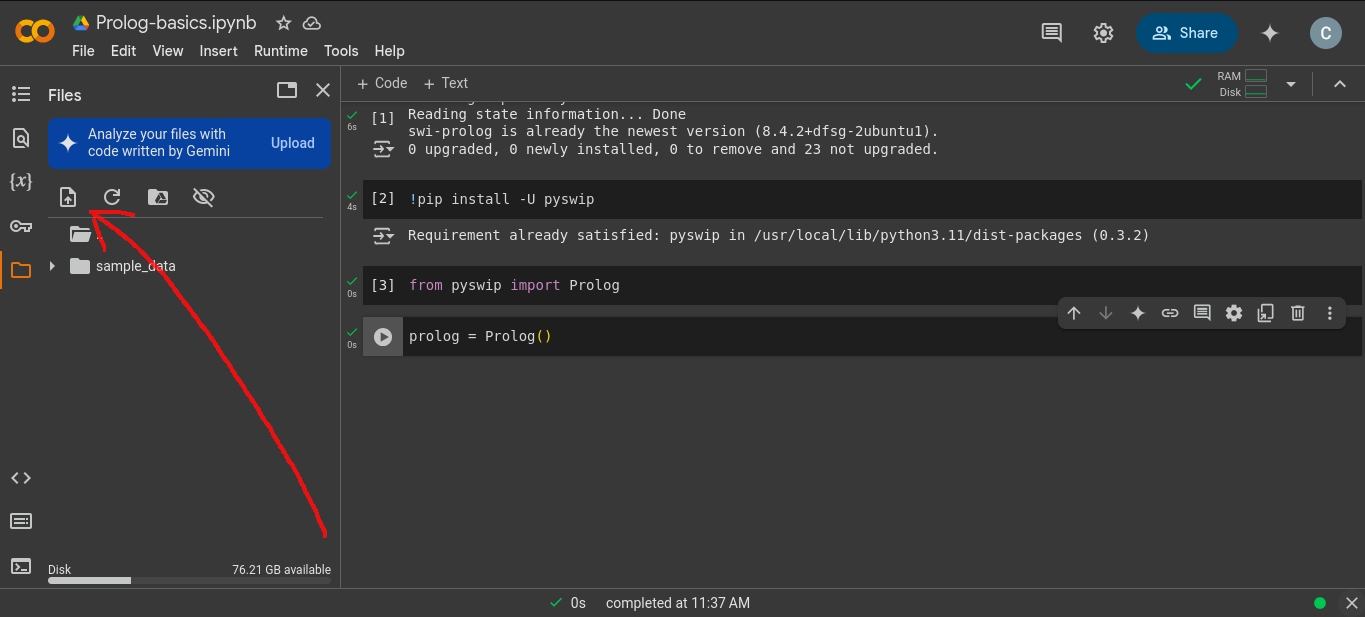 Prolog-basics.ipynb
File Edit View Insert Runtime Tools Help
Share
C
Files
Analyze your files with
code written by Gemini
Upload
{x}
..
sample_data
Disk 76.21 GB available
+ Code + Text
RAM
Disk
[1]
6s
Reading state information... Done
swi-prolog is already the newest version (8.4.2+dfsg-2ubuntu1).
0 upgraded, 0 newly installed, 0 to remove and 23 not upgraded.
[2] !pip install -U pyswip
4s
Requirement already satisfied: pyswip in /usr/local/lib/python3.11/dist-packages (0.3.2)
[3] from pyswip import Prolog
0s
prolog = Prolog()
0s
0s completed at 11:37 AM